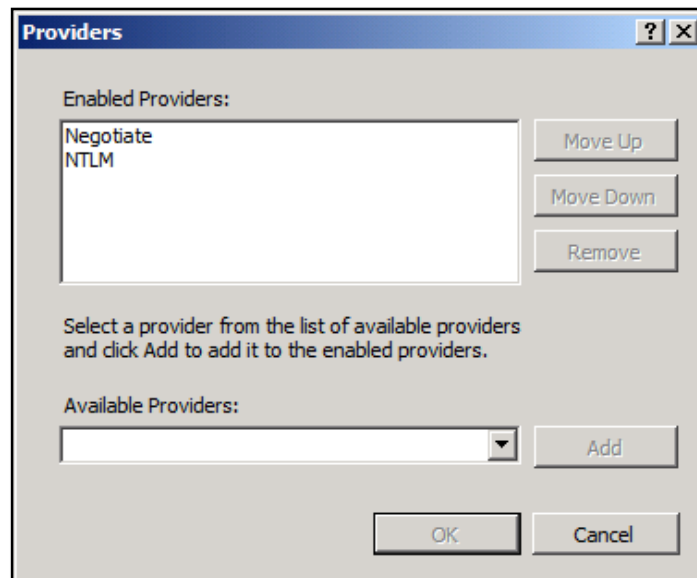 Providers
Enabled Providers:
Negotiate
NTLM
Move Up
Move Down
Remove
Select a provider from the list of available providers
and click Add to add it to the enabled providers.
Available Providers:
Add
OK
Cancel